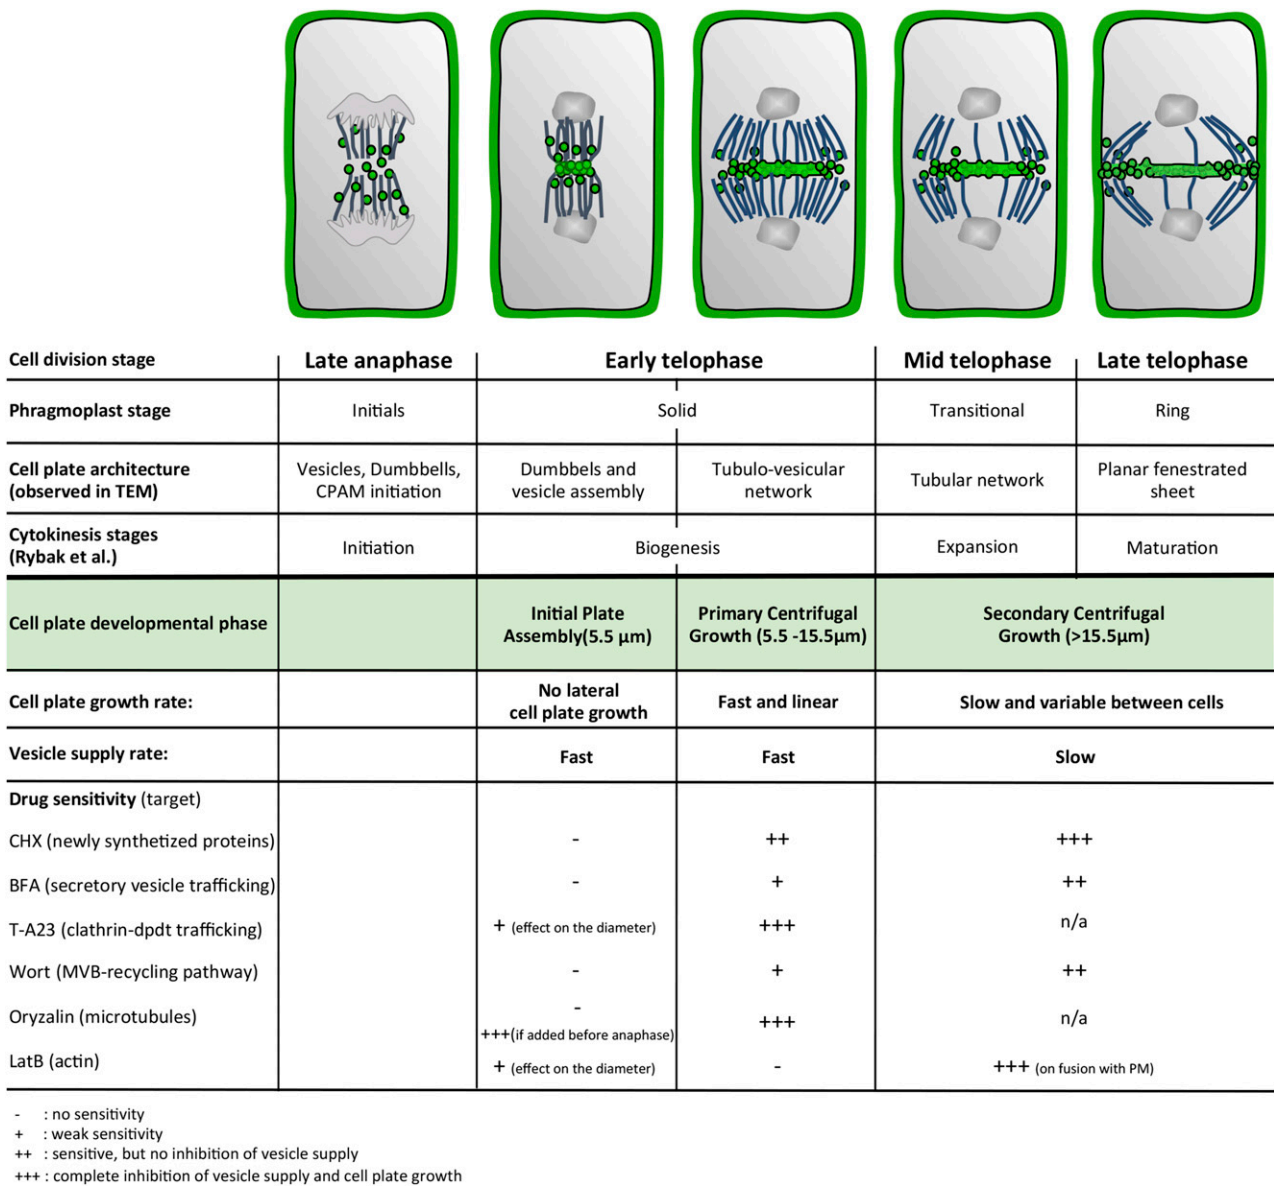 Cell division stage Late anaphase Early telophase Mid telophase Late telophase
Phragmoplast stage Initials Solid Transitional Ring
Cell plate architecture
(observed in TEM)
Vesicles, Dumbbells,
CPAM initiation
Dumbbels and
vesicle assembly
Tubulo-vesicular
network
Tubular network
Planar fenestrated
sheet
Cytokinesis stages
(Rybak et al.)
Initiation Biogenesis Expansion Maturation
Cell plate developmental phase
Initial Plate
Assembly(5.5 µm)
Primary Centrifugal
Growth (5.5 -15.5µm)
Secondary Centrifugal
Growth (>15.5µm)
Cell plate growth rate:
No lateral
cell plate growth
Fast and linear
Slow and variable between cells
Vesicle supply rate: Fast Fast Slow
Drug sensitivity (target)
CHX (newly synthetized proteins) - ++ +++
BFA (secretory vesicle trafficking) - + ++
T-A23 (clathrin-dpdt trafficking) + (effect on the diameter) +++ n/a
Wort (MVB-recycling pathway) - + ++
Oryzalin (microtubules)
-
+++(if added before anaphase)
+++ n/a
LatB (actin) + (effect on the diameter) - +++ (on fusion with PM)
- : no sensitivity
+ : weak sensitivity
++ : sensitive, but no inhibition of vesicle supply
+++ : complete inhibition of vesicle supply and cell plate growth